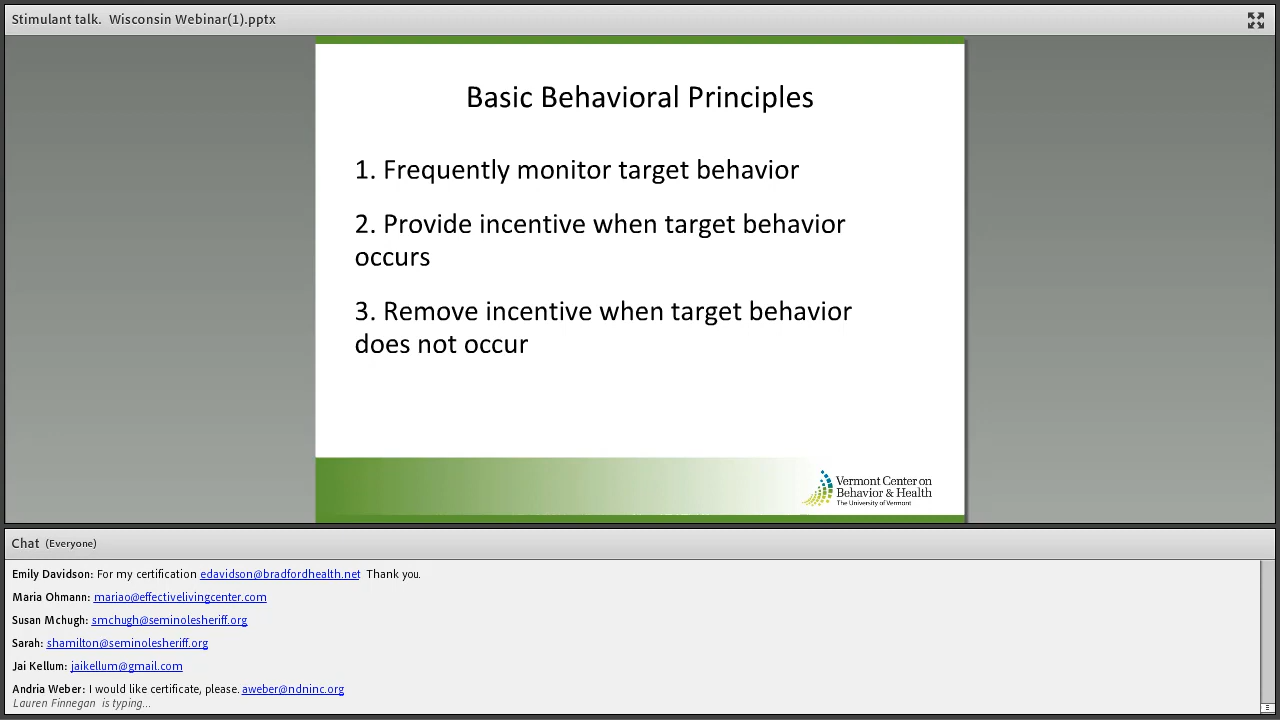 Stimulant talk.  Wisconsin Webinar(1).pptx
Basic Behavioral Principles
1. Frequently monitor target behavior
2. Provide incentive when target behavior
occurs
3. Remove incentive when target behavior
does not occur
Vermont Center on
Behavior & Health
The University of Vermont
Chat (Everyone)
Emily Davidson: For my certification edavidson@bradfordhealth.net  Thank you.
Maria Ohmann: mariao@effectivelivingcenter.com
Susan Mchugh: smchugh@seminolesheriff.org
Sarah: shamilton@seminolesheriff.org
Jai Kellum: jaikellum@gmail.com
Andria Weber: I would like certificate, please. aweber@ndninc.org
Lauren Finnegan  is typing...